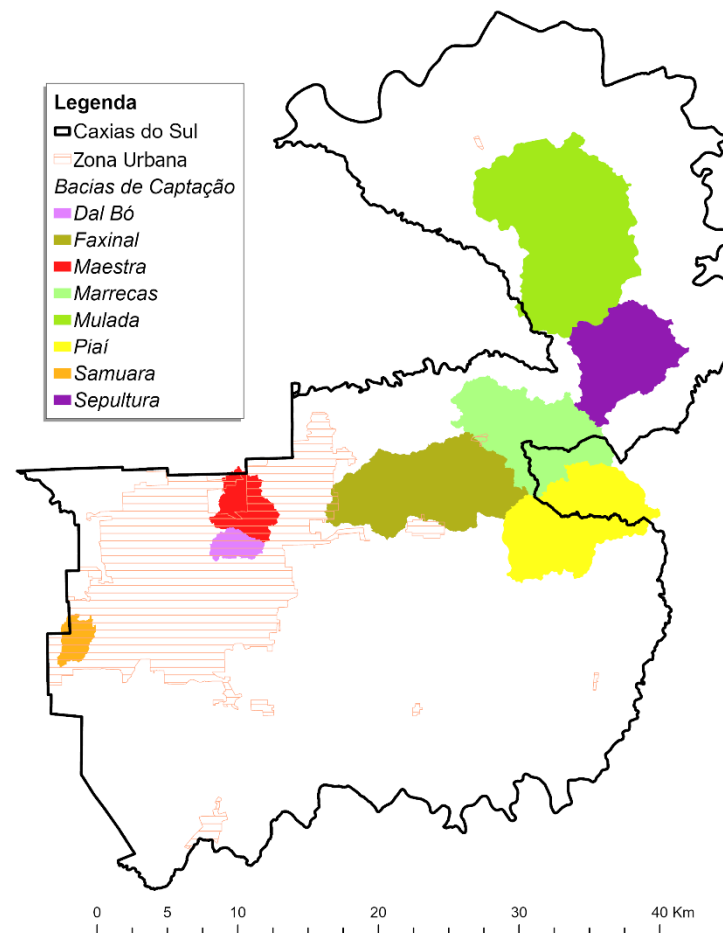 Legenda
Caxias do Sul
Zona Urbana
Bacias de Captação
Dal Bó
Faxinal
Maestra
Marrecas
Mulada
Piaí
Samuara
Sepultura
0 5 10 20 30 40 Km